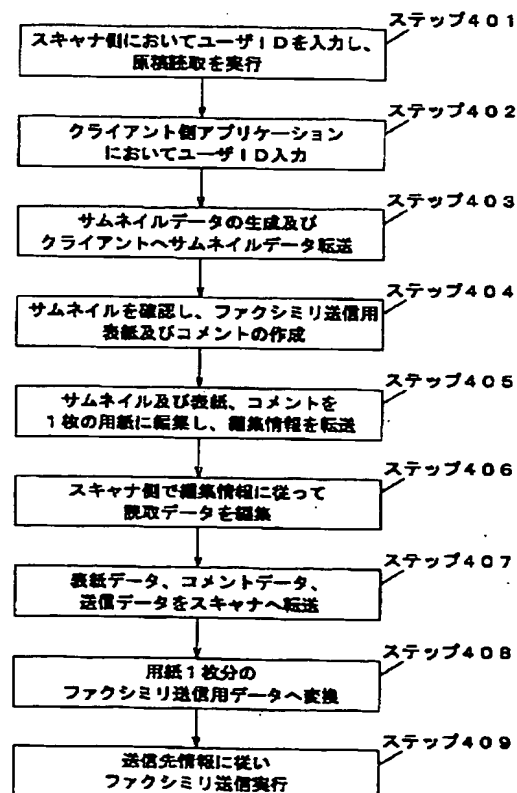 ステップ401
スキャナ側においてユーザIDを入力し、
原稿読取を実行
ステップ402
クライアント側アプリケーション
においてユーザID入力
ステップ403
サムネイルデータの生成及び
クライアントへサムネイルデータ転送
ステップ404
サムネイルを確認し、ファクシミリ送信用
表紙及びコメントの作成
ステップ405
サムネイル及び表紙、コメントを
1枚の用紙に編集し、編集情報を転送
ステップ406
スキャナ側で編集情報に従って
読取データを編集
ステップ407
表紙データ、コメントデータ、
送信データをスキャナへ転送
ステップ408
用紙1枚分の
ファクシミリ送信用データへ変換
ステップ409
送信先情報に従い
ファクシミリ送信実行